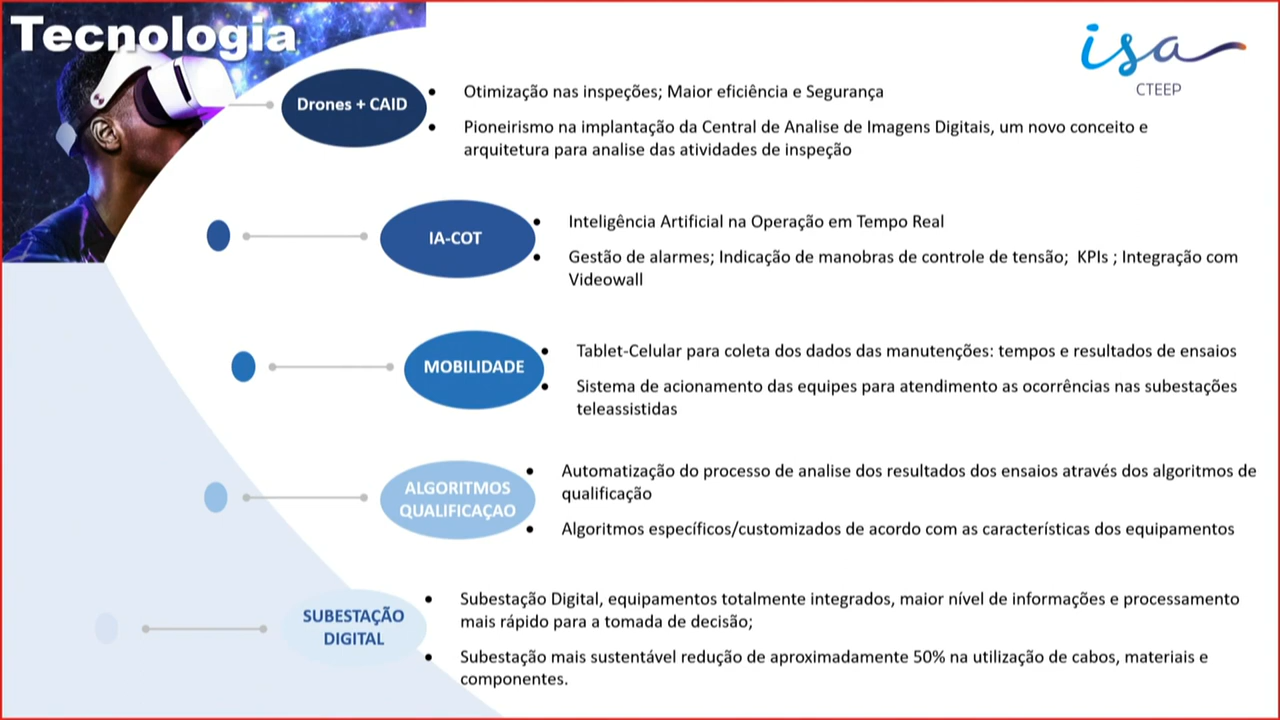 Tecnologia
isa
CTEEP
Drones + CAID
Otimização nas inspeções; Maior eficiência e Segurança
Pioneirismo na implantação da Central de Analise de Imagens Digitais, um novo conceito e
arquitetura para analise das atividades de inspeção
IA-COT
Inteligência Artificial na Operação em Tempo Real
Gestão de alarmes; Indicação de manobras de controle de tensão;  KPIs ; Integração com
Videowall
MOBILIDADE
Tablet-Celular para coleta dos dados das manutenções: tempos e resultados de ensaios
Sistema de acionamento das equipes para atendimento as ocorrências nas subestações
teleassistidas
ALGORITMOS
QUALIFICAÇAO
Automatização do processo de analise dos resultados dos ensaios através dos algoritmos de
qualificação
Algoritmos específicos/customizados de acordo com as características dos equipamentos
SUBESTAÇÃO
DIGITAL
Subestação Digital, equipamentos totalmente integrados, maior nível de informações e processamento
mais rápido para a tomada de decisão;
Subestação mais sustentável redução de aproximadamente 50% na utilização de cabos, materiais e
componentes.